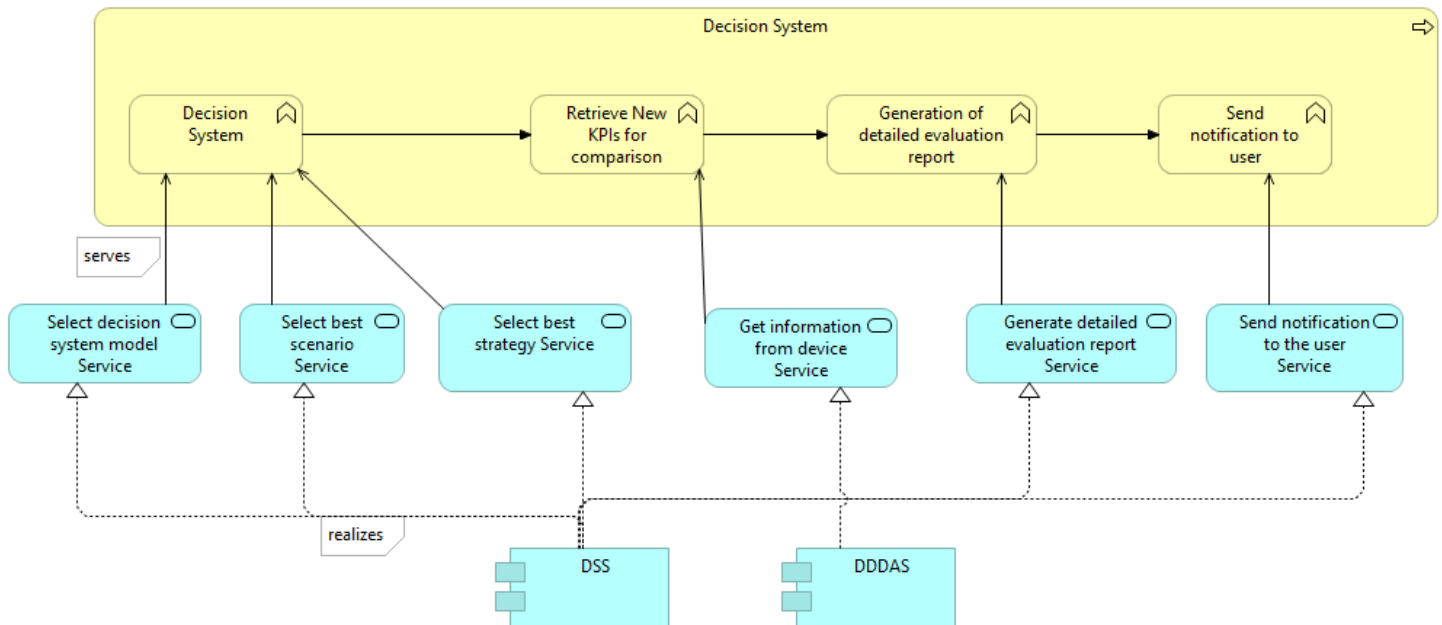 Decision System
Decision
System
Retrieve New
KPIs for
comparison
Generation of
detailed evaluation
report
Send
notification to
user
serves
Select decision
system model
Service
Select best
scenario
Service
Select best
strategy Service
Get information
from device
Service
Generate detailed
evaluation report
Service
Send notification
to the user
Service
realizes
DSS
DDDAS